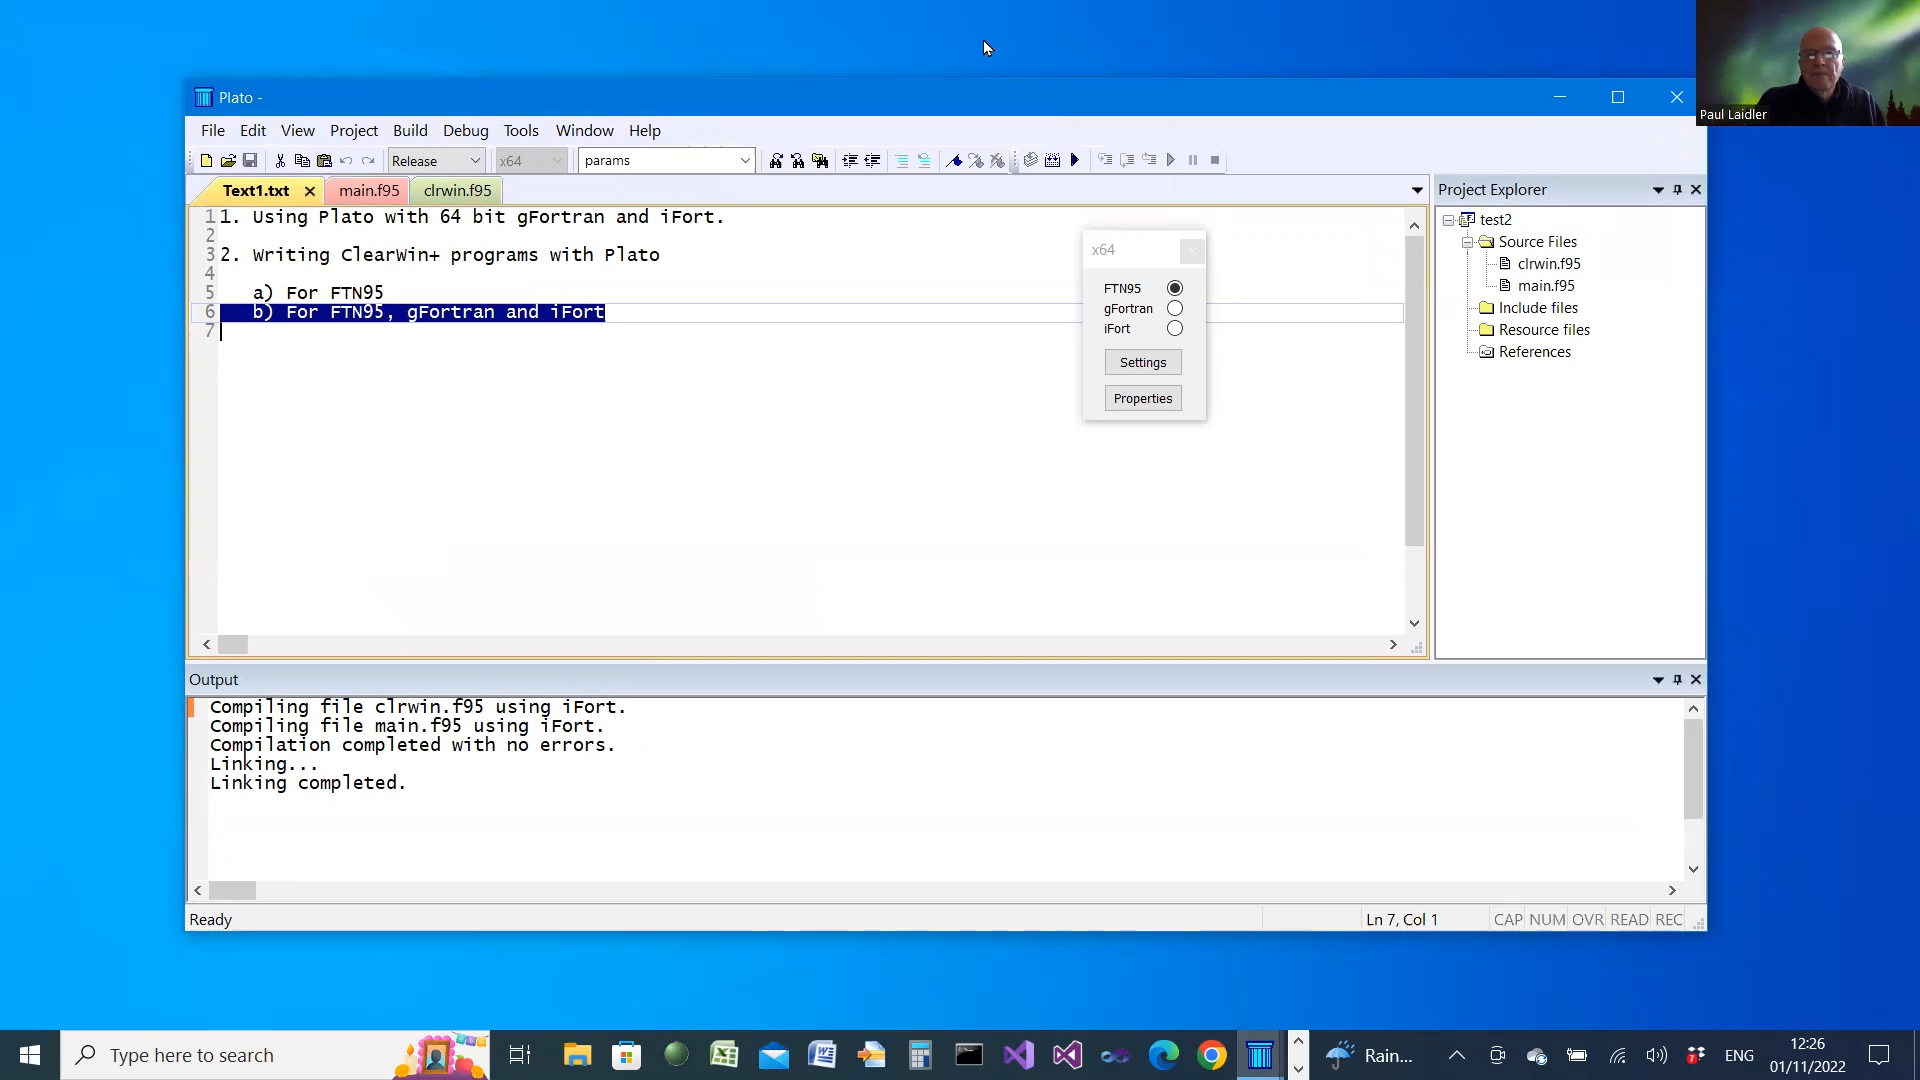 Paul Laidler
Plato -
File Edit View Project Build Debug Tools Window Help
Release x64 params
Text1.txt main.f95 clrwin.f95
1 1. Using Plato with 64 bit gFortran and iFort.
2
3 2. Writing ClearWin+ programs with Plato
4
5 a) For FTN95
6 b) For FTN95, gFortran and iFort
7
x64
FTN95
gFortran
iFort
Settings
Properties
Project Explorer
test2
Source Files
clrwin.f95
main.f95
Include files
Resource files
References
Output
Compiling file clrwin.f95 using iFort.
Compiling file main.f95 using iFort.
Compilation completed with no errors.
Linking...
Linking completed.
Ready Ln 7, Col 1 CAP NUM OVR READ REC
Type here to search Rain... ENG 12:26
01/11/2022